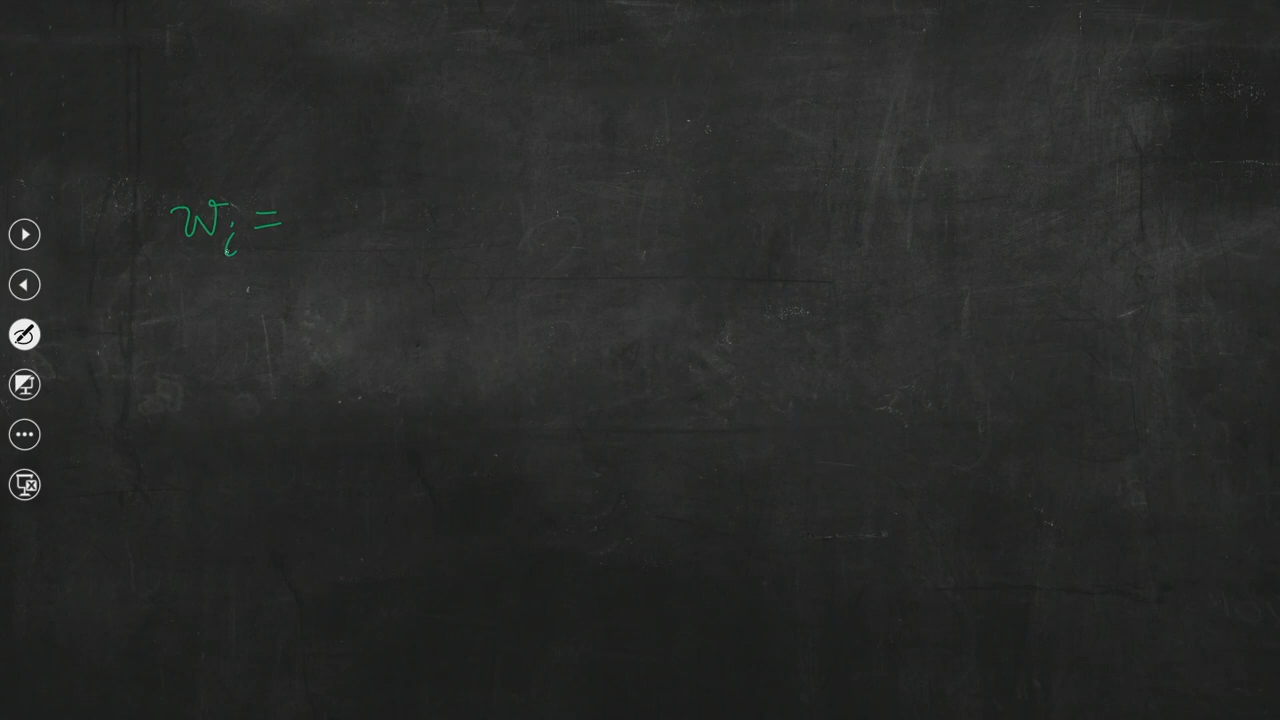 w_i =